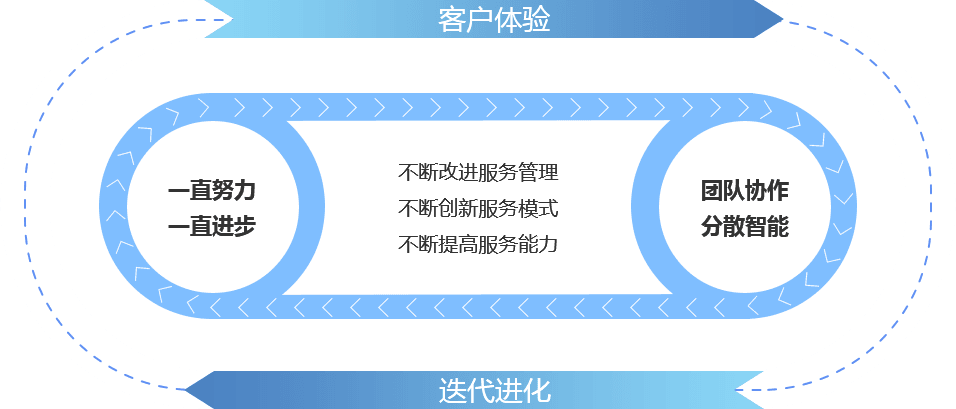 客户体验
一直努力
一直进步
不断改进服务管理
不断创新服务模式
不断提高服务能力
团队协作
分散智能
迭代进化